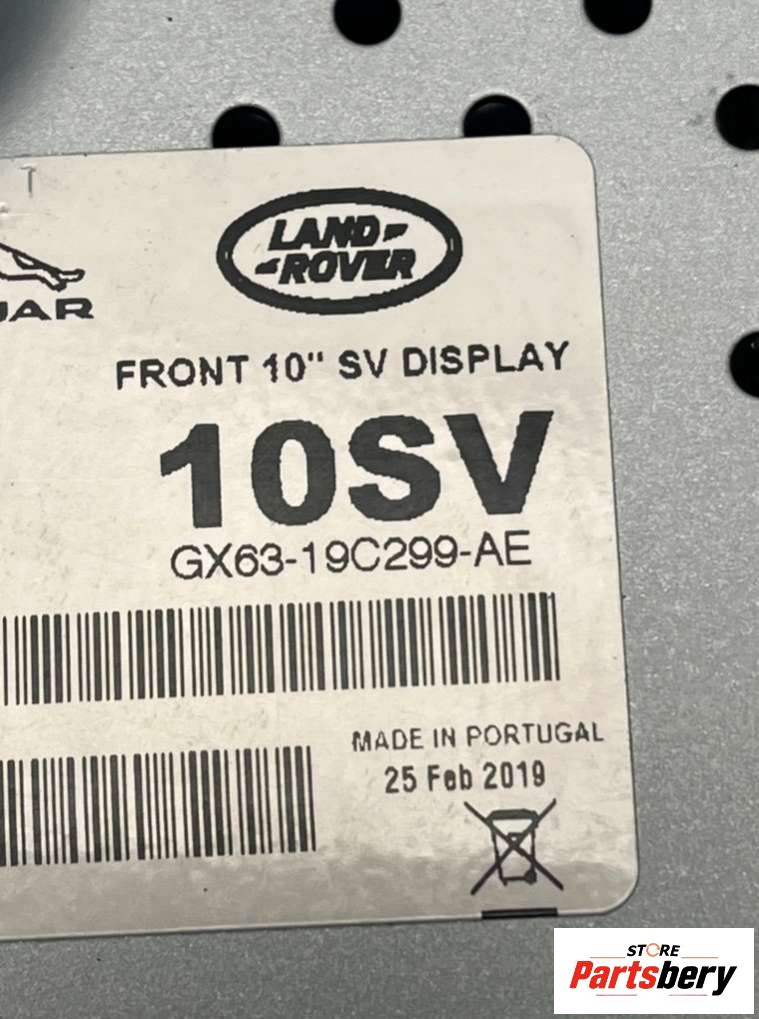 T
LAND
ROVER
UAR
FRONT 10" SV DISPLAY
10SV
GX63-19C299-AE
MADE IN PORTUGAL
25 Feb 2019
STORE
Partsbery